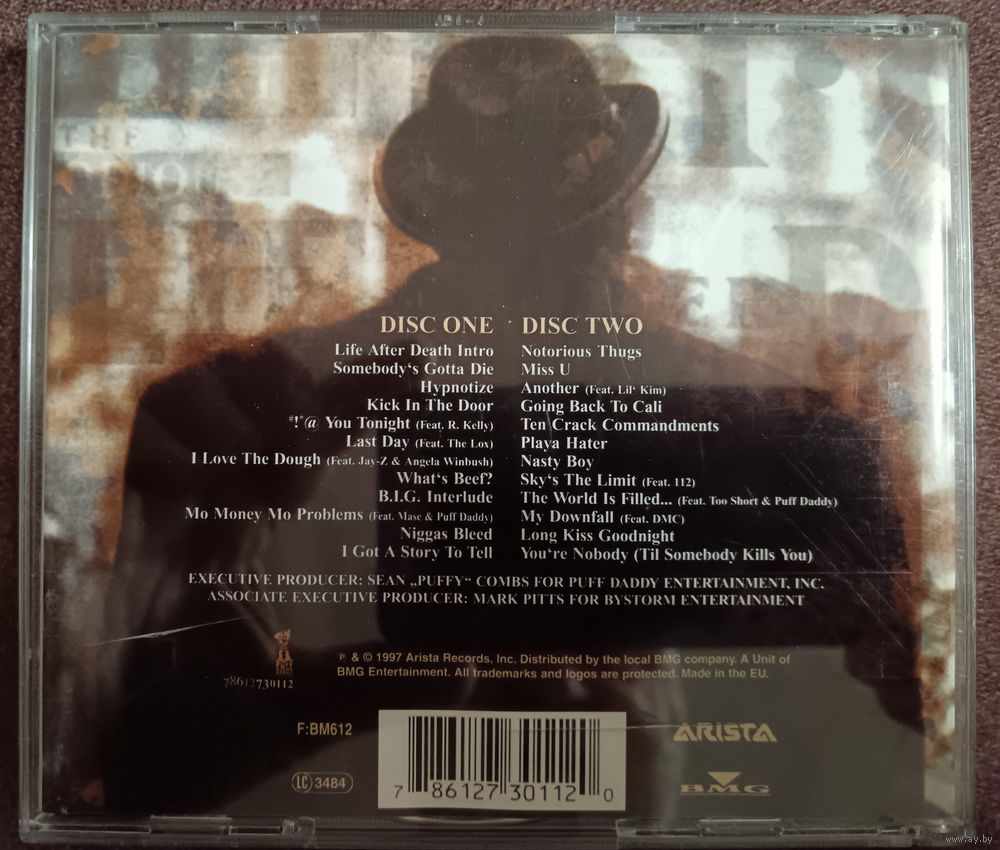 THE
DISC ONE
Life After Death Intro
Somebody‘s Gotta Die
Hypnotize
Kick In The Door
#!*@ You Tonight (Feat. R. Kelly)
Last Day (Feat. The Lox)
I Love The Dough (Feat. Jay-Z & Angela Winbush)
What‘s Beef?
B.I.G. Interlude
Mo Money Mo Problems (Feat. Mase & Puff Daddy)
Niggas Bleed
I Got A Story To Tell
DISC TWO
Notorious Thugs
Miss U
Another (Feat. Lil‘ Kim)
Going Back To Cali
Ten Crack Commandments
Playa Hater
Nasty Boy
Sky‘s The Limit (Feat. 112)
The World Is Filled... (Feat. Too Short & Puff Daddy)
My Downfall (Feat. DMC)
Long Kiss Goodnight
You‘re Nobody (Til Somebody Kills You)
EXECUTIVE PRODUCER: SEAN „PUFFY“ COMBS FOR PUFF DADDY ENTERTAINMENT, INC.
ASSOCIATE EXECUTIVE PRODUCER: MARK PITTS FOR BYSTORM ENTERTAINMENT
℗ & © 1997 Arista Records, Inc. Distributed by the local BMG company. A Unit of
BMG Entertainment. All trademarks and logos are protected. Made in the EU.
78612730112
F:BM612
LC 3484
7 86127 30112 0
ARISTA
BMG
www.ay.by